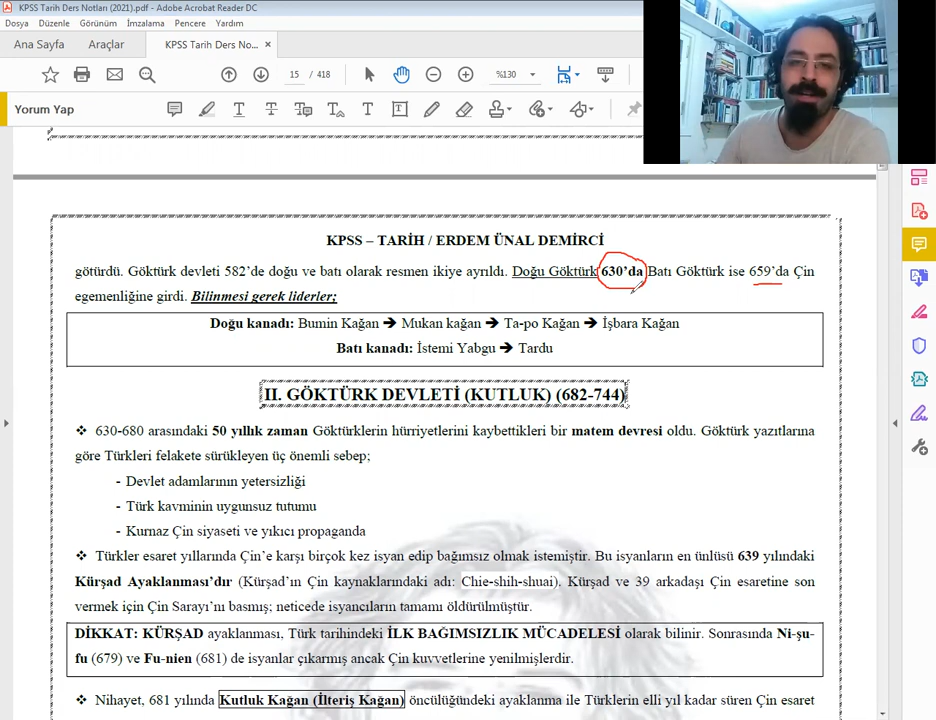 KPSS Tarih Ders Notları (2021).pdf - Adobe Acrobat Reader DC
Dosya Düzenle Görünüm İmzalama Pencere Yardım
Ana Sayfa Araçlar KPSS Tarih Ders No... ×
15 / 418 %130
Yorum Yap
KPSS – TARİH / ERDEM ÜNAL DEMİRCİ
götürdü. Göktürk devleti 582’de doğu ve batı olarak resmen ikiye ayrıldı. Doğu Göktürk 630’da Batı Göktürk ise 659’da Çin
egemenliğine girdi. Bilinmesi gerek liderler;
Doğu kanadı: Bumin Kağan ➔ Mukan kağan ➔ Ta-po Kağan ➔ İşbara Kağan
Batı kanadı: İstemi Yabgu ➔ Tardu
II. GÖKTÜRK DEVLETİ (KUTLUK) (682-744)
❖ 630-680 arasındaki 50 yıllık zaman Göktürklerin hürriyetlerini kaybettikleri bir matem devresi oldu. Göktürk yazıtlarına
göre Türkleri felakete sürükleyen üç önemli sebep;
- Devlet adamlarının yetersizliği
- Türk kavminin uygunsuz tutumu
- Kurnaz Çin siyaseti ve yıkıcı propaganda
❖ Türkler esaret yıllarında Çin’e karşı birçok kez isyan edip bağımsız olmak istemiştir. Bu isyanların en ünlüsü 639 yılındaki
Kürşad Ayaklanması’dır (Kürşad’ın Çin kaynaklarındaki adı: Chie-shih-shuai). Kürşad ve 39 arkadaşı Çin esaretine son
vermek için Çin Sarayı’nı basmış; neticede isyancıların tamamı öldürülmüştür.
DİKKAT: KÜRŞAD ayaklanması, Türk tarihindeki İLK BAĞIMSIZLIK MÜCADELESİ olarak bilinir. Sonrasında Ni-şu-
fu (679) ve Fu-nien (681) de isyanlar çıkarmış ancak Çin kuvvetlerine yenilmişlerdir.
❖ Nihayet, 681 yılında Kutluk Kağan (İlteriş Kağan) öncülüğündeki ayaklanma ile Türklerin elli yıl kadar süren Çin esaret